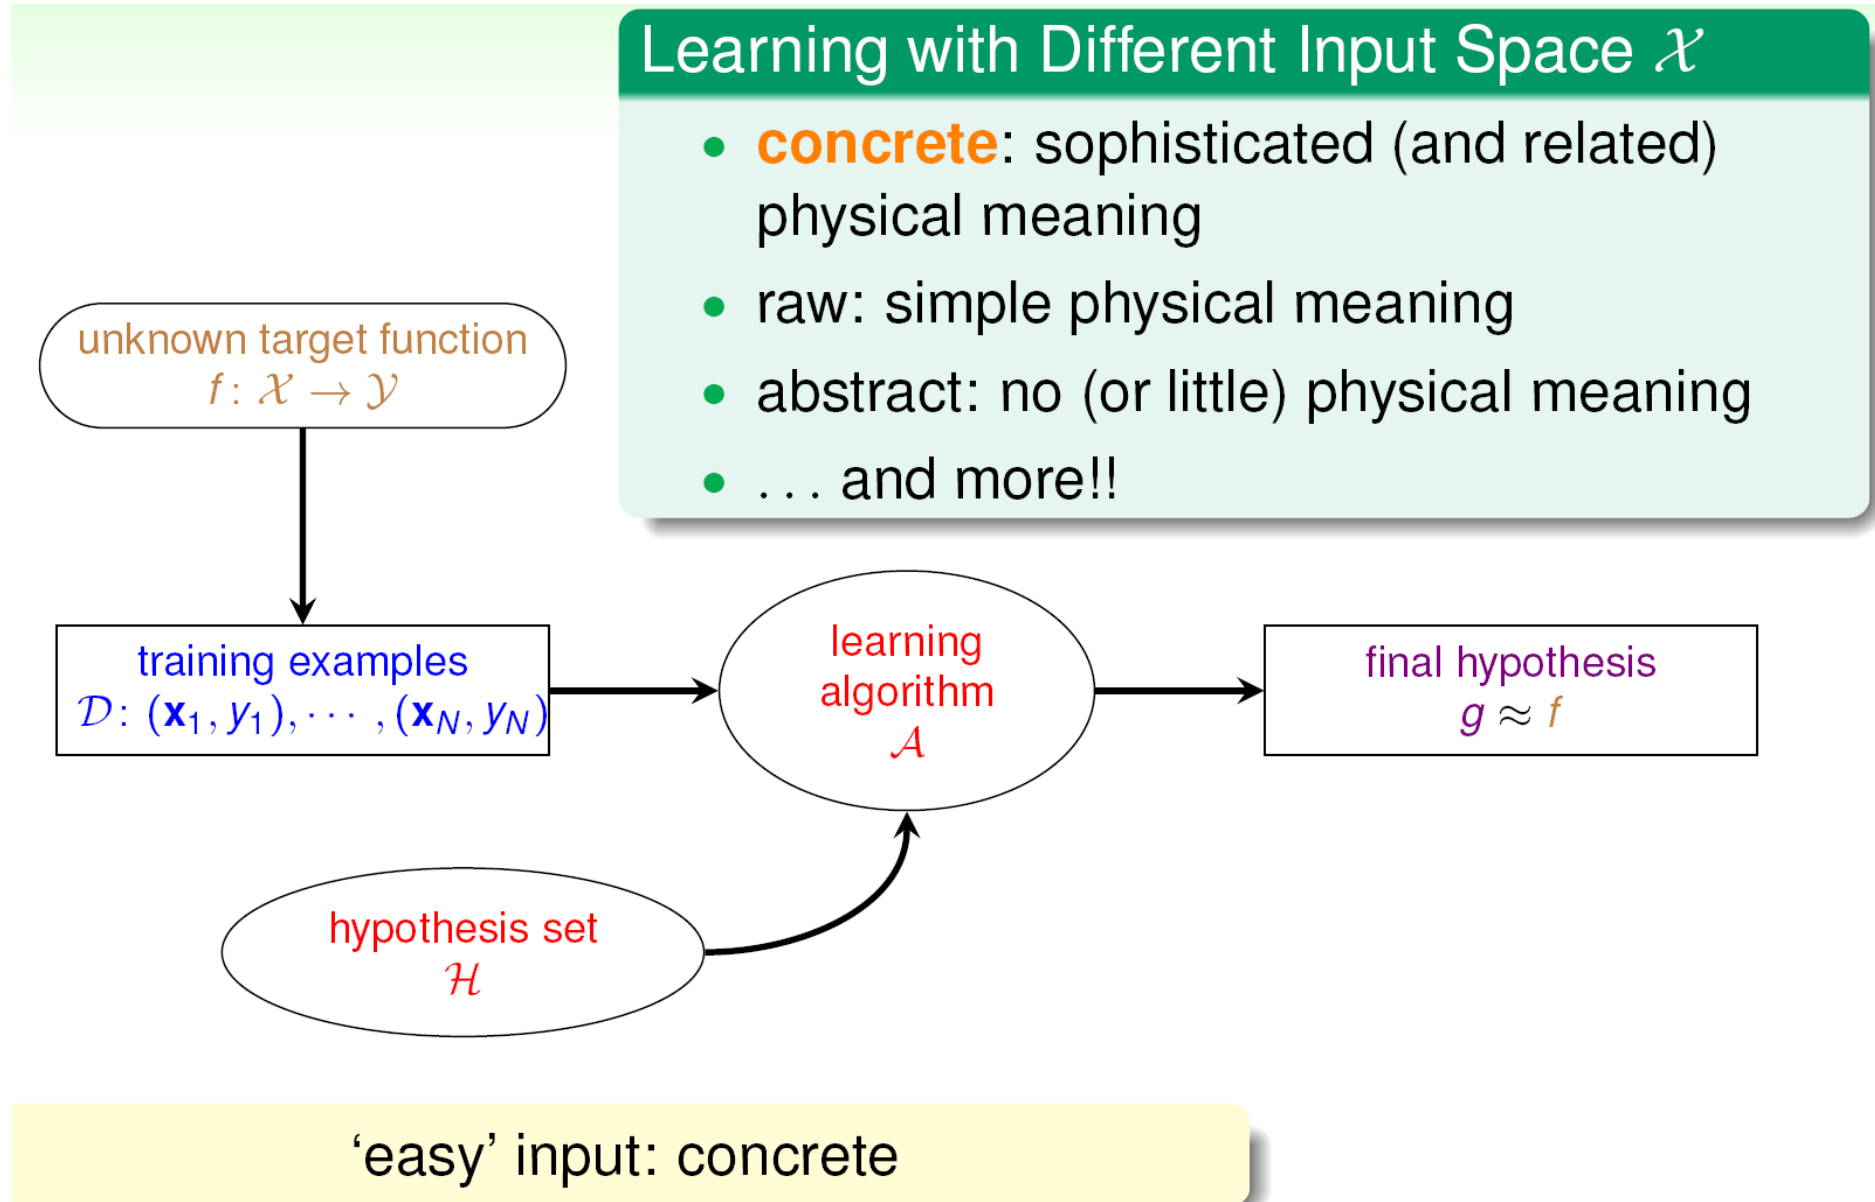 Learning with Different Input Space 𝒳
• concrete: sophisticated (and related)
physical meaning
• raw: simple physical meaning
• abstract: no (or little) physical meaning
• . . . and more!!
unknown target function
f : 𝒳 → 𝒴
training examples
𝒟 : (x₁, y₁), ⋯ , (x_N, y_N)
learning
algorithm
𝒜
final hypothesis
g ≈ f
hypothesis set
ℋ
‘easy’ input: concrete